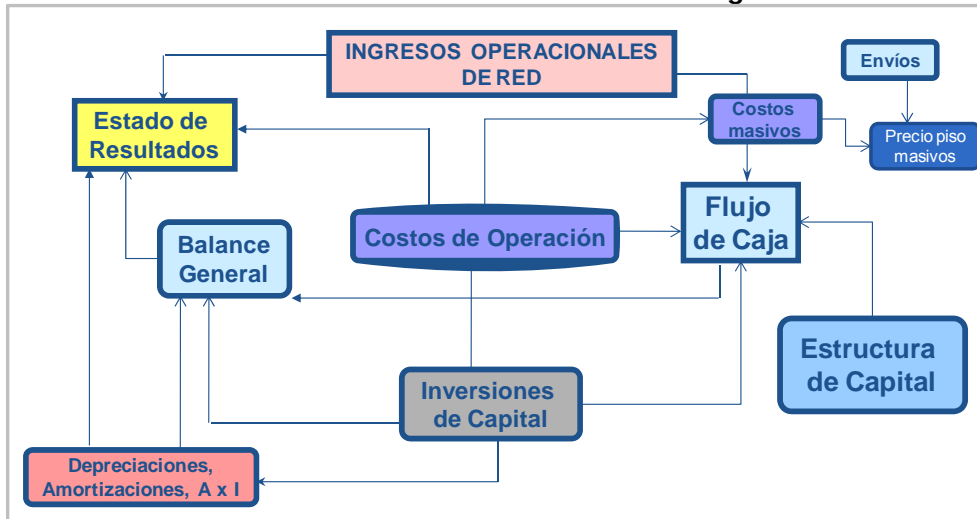 INGRESOS OPERACIONALES
DE RED
Envíos
Costos
masivos
Precio piso
masivos
Estado de
Resultados
Flujo
de Caja
Costos de Operación
Balance
General
Estructura
de Capital
Inversiones
de Capital
Depreciaciones,
Amortizaciones, A x I